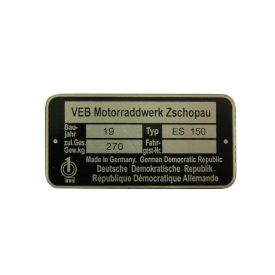 VEB Motorraddwerk Zschopau
Bau-
jahr 19 Typ ES 150
zul.Ges.
Gew.kg 270 Fahr-
gest-Nr.
Made in Germany. German Democratic Republic
Deutsche Demokratische Republik
République Démocratique Allemande